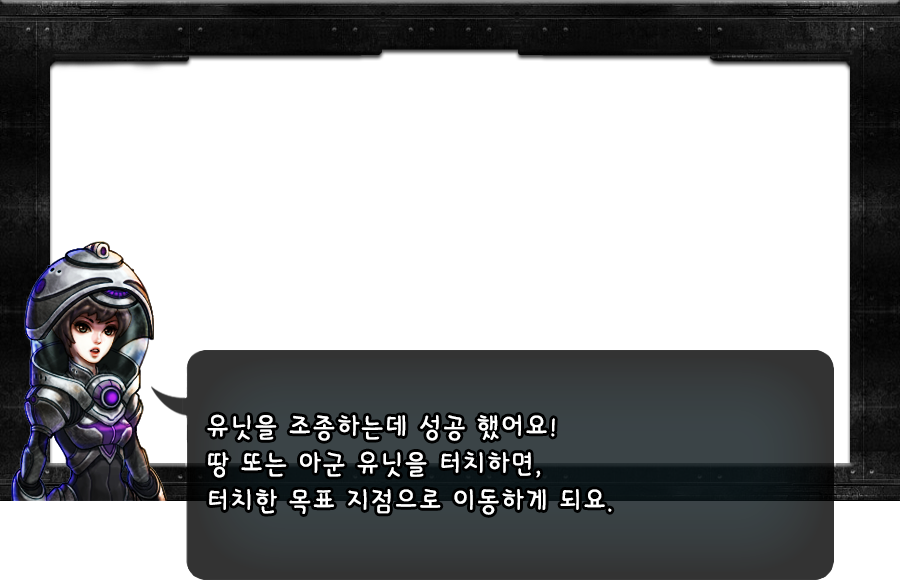 유닛을 조종하는데 성공 했어요!
땅 또는 아군 유닛을 터치하면,
터치한 목표 지점으로 이동하게 되요.